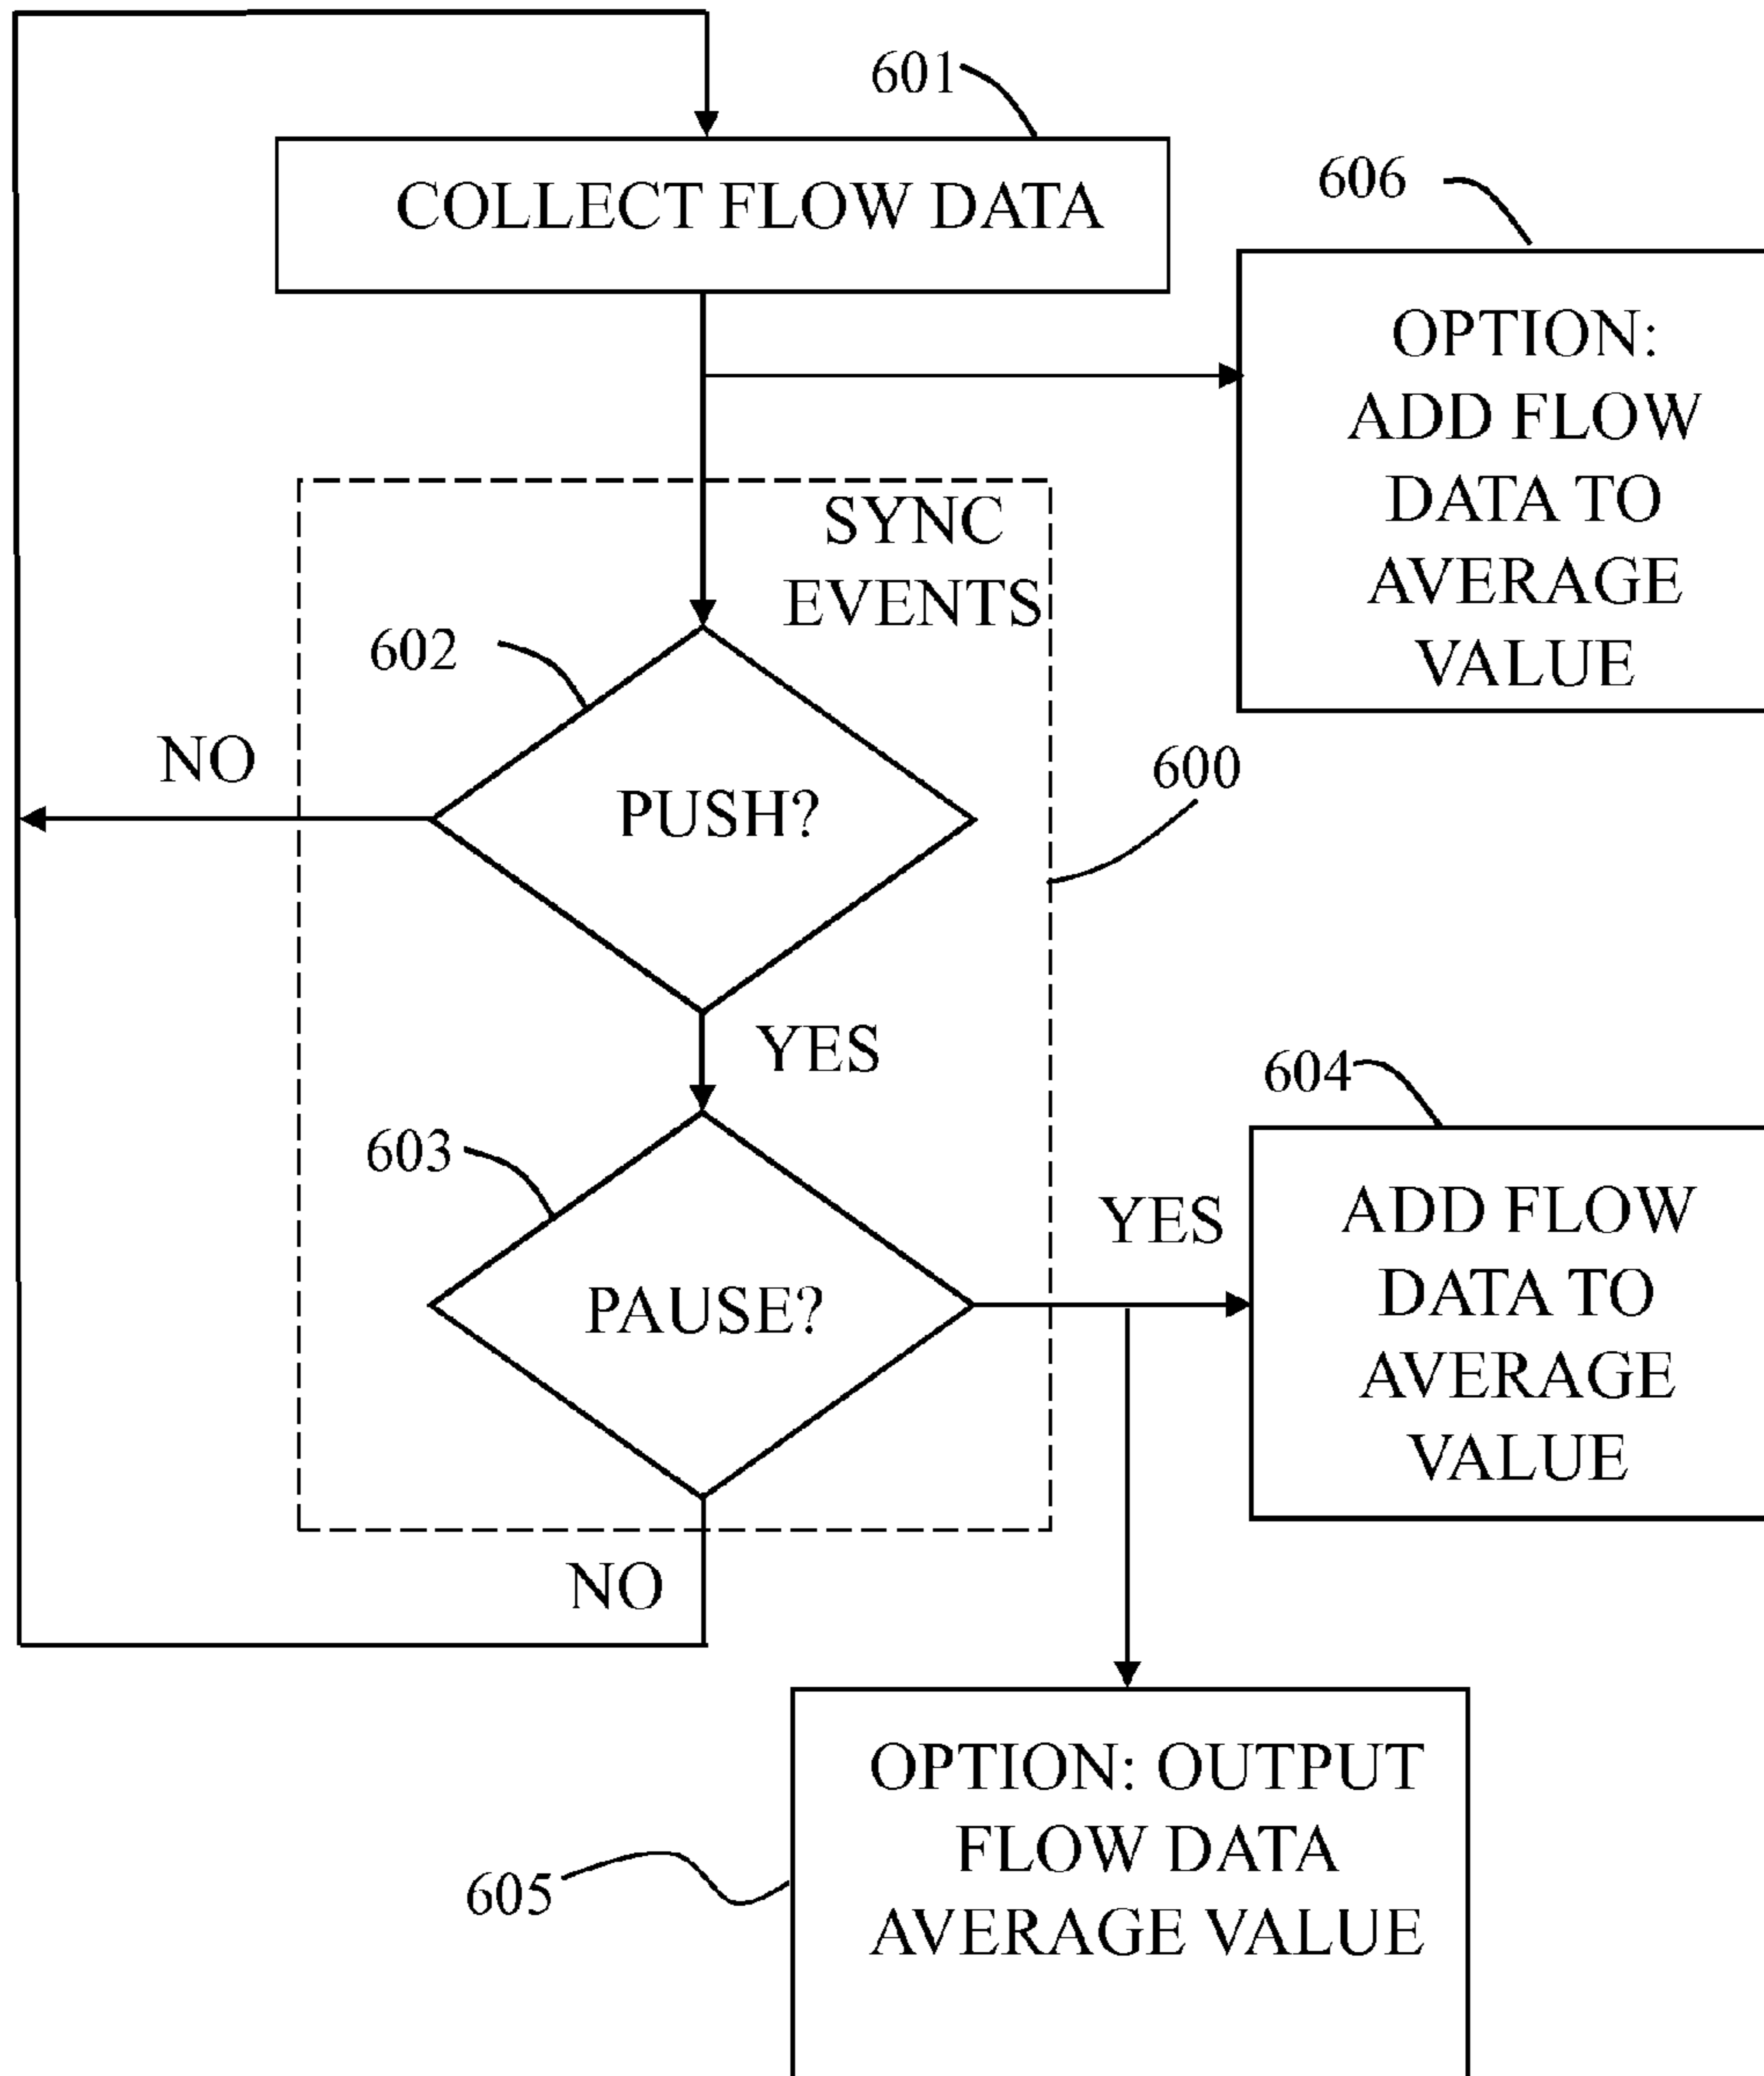 601
COLLECT FLOW DATA
606
OPTION:
ADD FLOW
DATA TO
AVERAGE
VALUE
SYNC
EVENTS
602
NO
PUSH?
600
YES
604
603
YES
ADD FLOW
DATA TO
AVERAGE
VALUE
PAUSE?
NO
OPTION: OUTPUT
FLOW DATA
AVERAGE VALUE
605